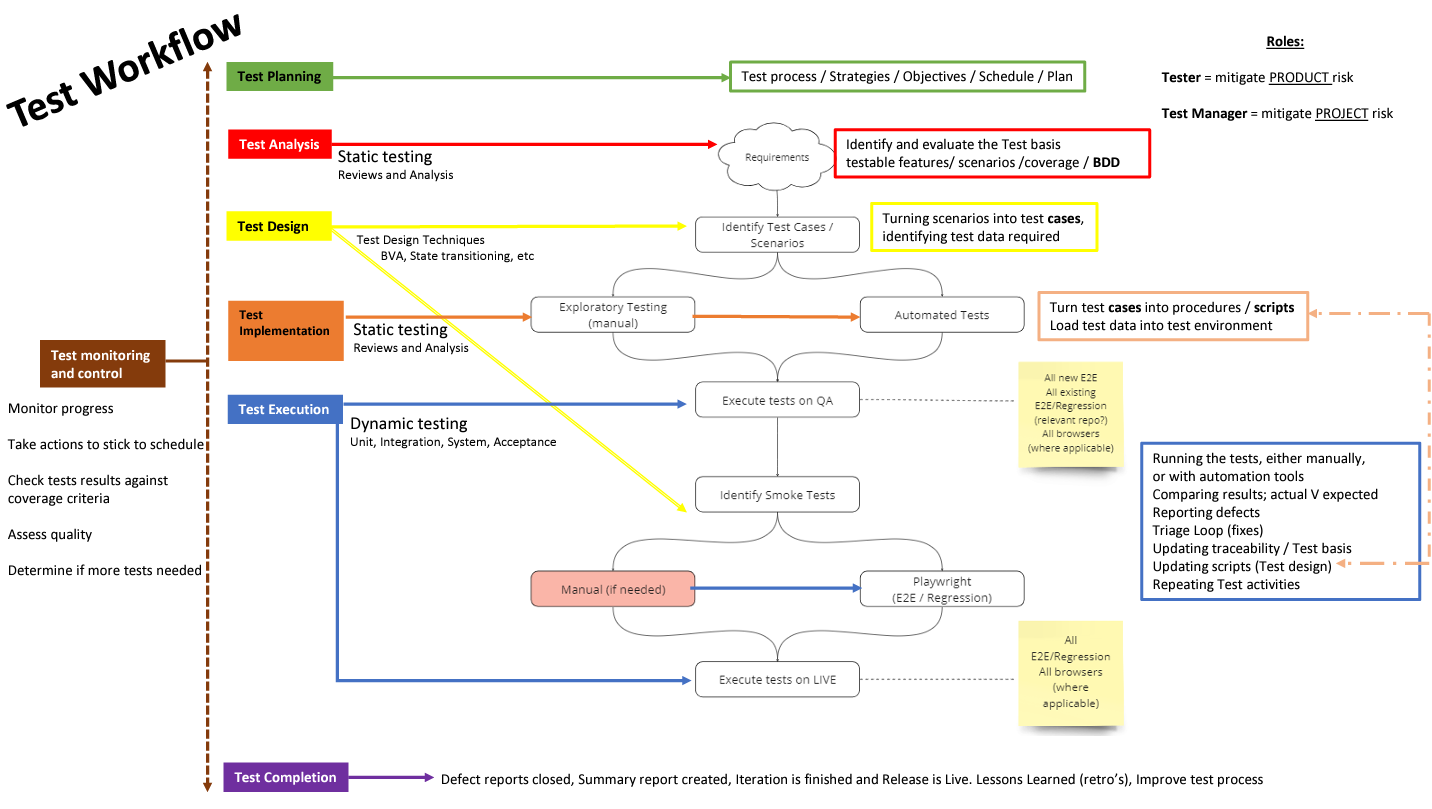 Test Workflow
Roles:
Tester = mitigate PRODUCT risk
Test Manager = mitigate PROJECT risk
Test Planning
Test process / Strategies / Objectives / Schedule / Plan
Test Analysis
Static testing
Reviews and Analysis
Requirements
Identify and evaluate the Test basis
testable features/ scenarios /coverage / BDD
Test Design
Test Design Techniques
BVA, State transitioning, etc
Identify Test Cases /
Scenarios
Turning scenarios into test cases,
identifying test data required
Test
Implementation
Static testing
Reviews and Analysis
Exploratory Testing
(manual)
Automated Tests
Turn test cases into procedures / scripts
Load test data into test environment
Test monitoring
and control
Monitor progress
Take actions to stick to schedule
Check tests results against
coverage criteria
Assess quality
Determine if more tests needed
Test Execution
Dynamic testing
Unit, Integration, System, Acceptance
Execute tests on QA
All new E2E
All existing
E2E/Regression
(relevant repo?)
All browsers
(where applicable)
Identify Smoke Tests
Running the tests, either manually,
or with automation tools
Comparing results; actual V expected
Reporting defects
Triage Loop (fixes)
Updating traceability / Test basis
Updating scripts (Test design)
Repeating Test activities
Manual (if needed)
Playwright
(E2E / Regression)
Execute tests on LIVE
All
E2E/Regression
All browsers
(where
applicable)
Test Completion
Defect reports closed, Summary report created, Iteration is finished and Release is Live. Lessons Learned (retro's), Improve test process